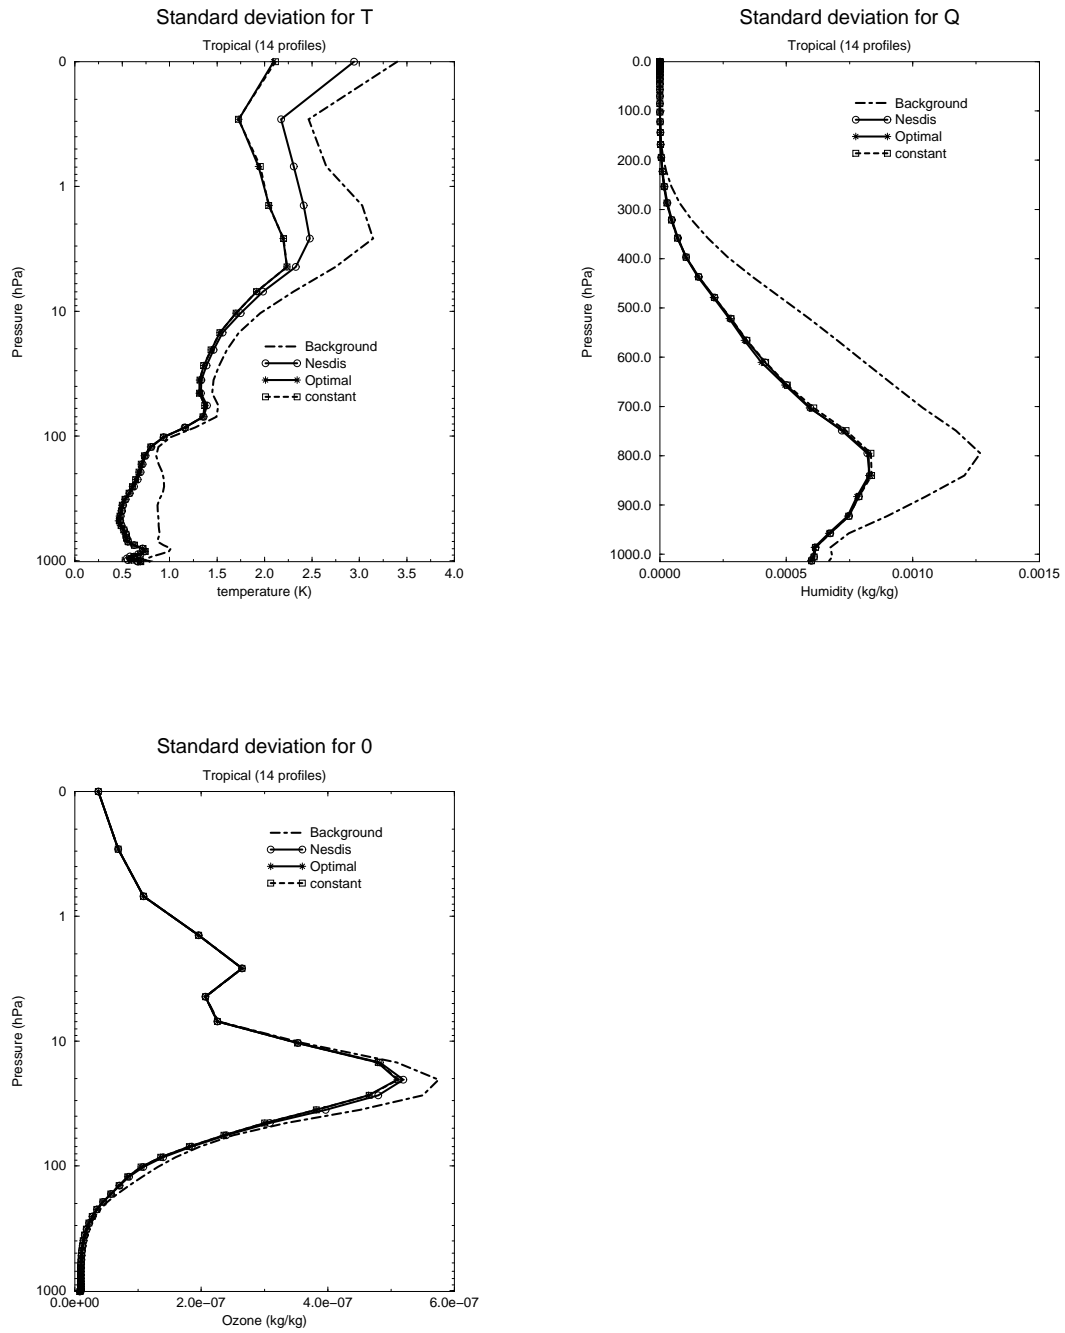 Standard deviation for T
Tropical (14 profiles)
0
1
10
100
1000
Pressure (hPa)
Background
Nesdis
Optimal
constant
0.0 0.5 1.0 1.5 2.0 2.5 3.0 3.5 4.0
temperature (K)
Standard deviation for Q
Tropical (14 profiles)
0.0
100.0
200.0
300.0
400.0
500.0
600.0
700.0
800.0
900.0
1000.0
Pressure (hPa)
Background
Nesdis
Optimal
constant
0.0000 0.0005 0.0010 0.0015
Humidity (kg/kg)
Standard deviation for 0
Tropical (14 profiles)
0
1
10
100
1000
Pressure (hPa)
Background
Nesdis
Optimal
constant
0.0e+00 2.0e−07 4.0e−07 6.0e−07
Ozone (kg/kg)